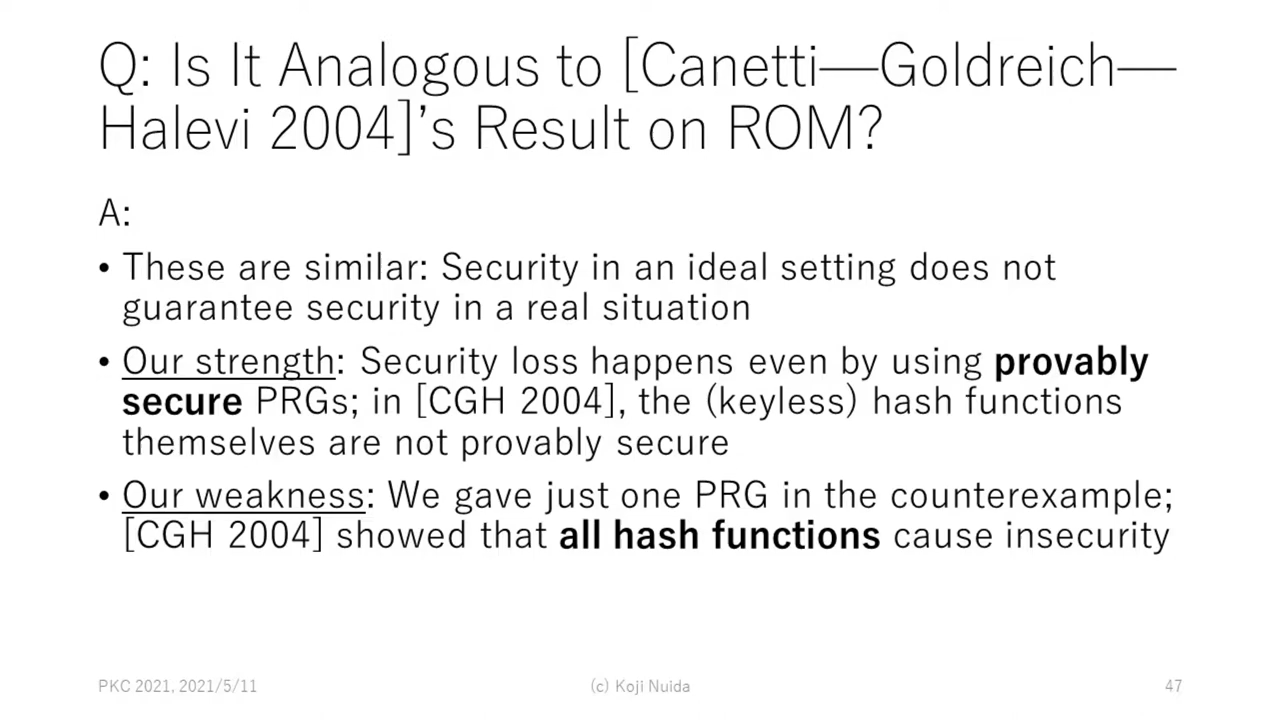 Q: Is It Analogous to [Canetti—Goldreich—
Halevi 2004]’s Result on ROM?
A:
• These are similar: Security in an ideal setting does not
guarantee security in a real situation
• Our strength: Security loss happens even by using provably
secure PRGs; in [CGH 2004], the (keyless) hash functions
themselves are not provably secure
• Our weakness: We gave just one PRG in the counterexample;
[CGH 2004] showed that all hash functions cause insecurity
PKC 2021, 2021/5/11
(c) Koji Nuida
47